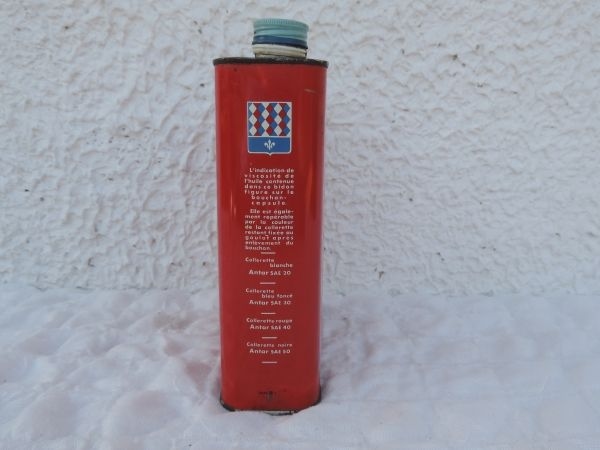 L'indication de
viscosité de
l'huile contenue
dans ce bidon
figure sur le
bouchon-
capsule.
Elle est égale-
ment repérable
par la couleur
de la collerette
restant fixée au
goulot après
enlèvement du
bouchon.
Collerette
blanche
Antar SAE 20
Collerette
bleu foncé
Antar SAE 30
Collerette rouge
Antar SAE 40
Collerette noire
Antar SAE 50